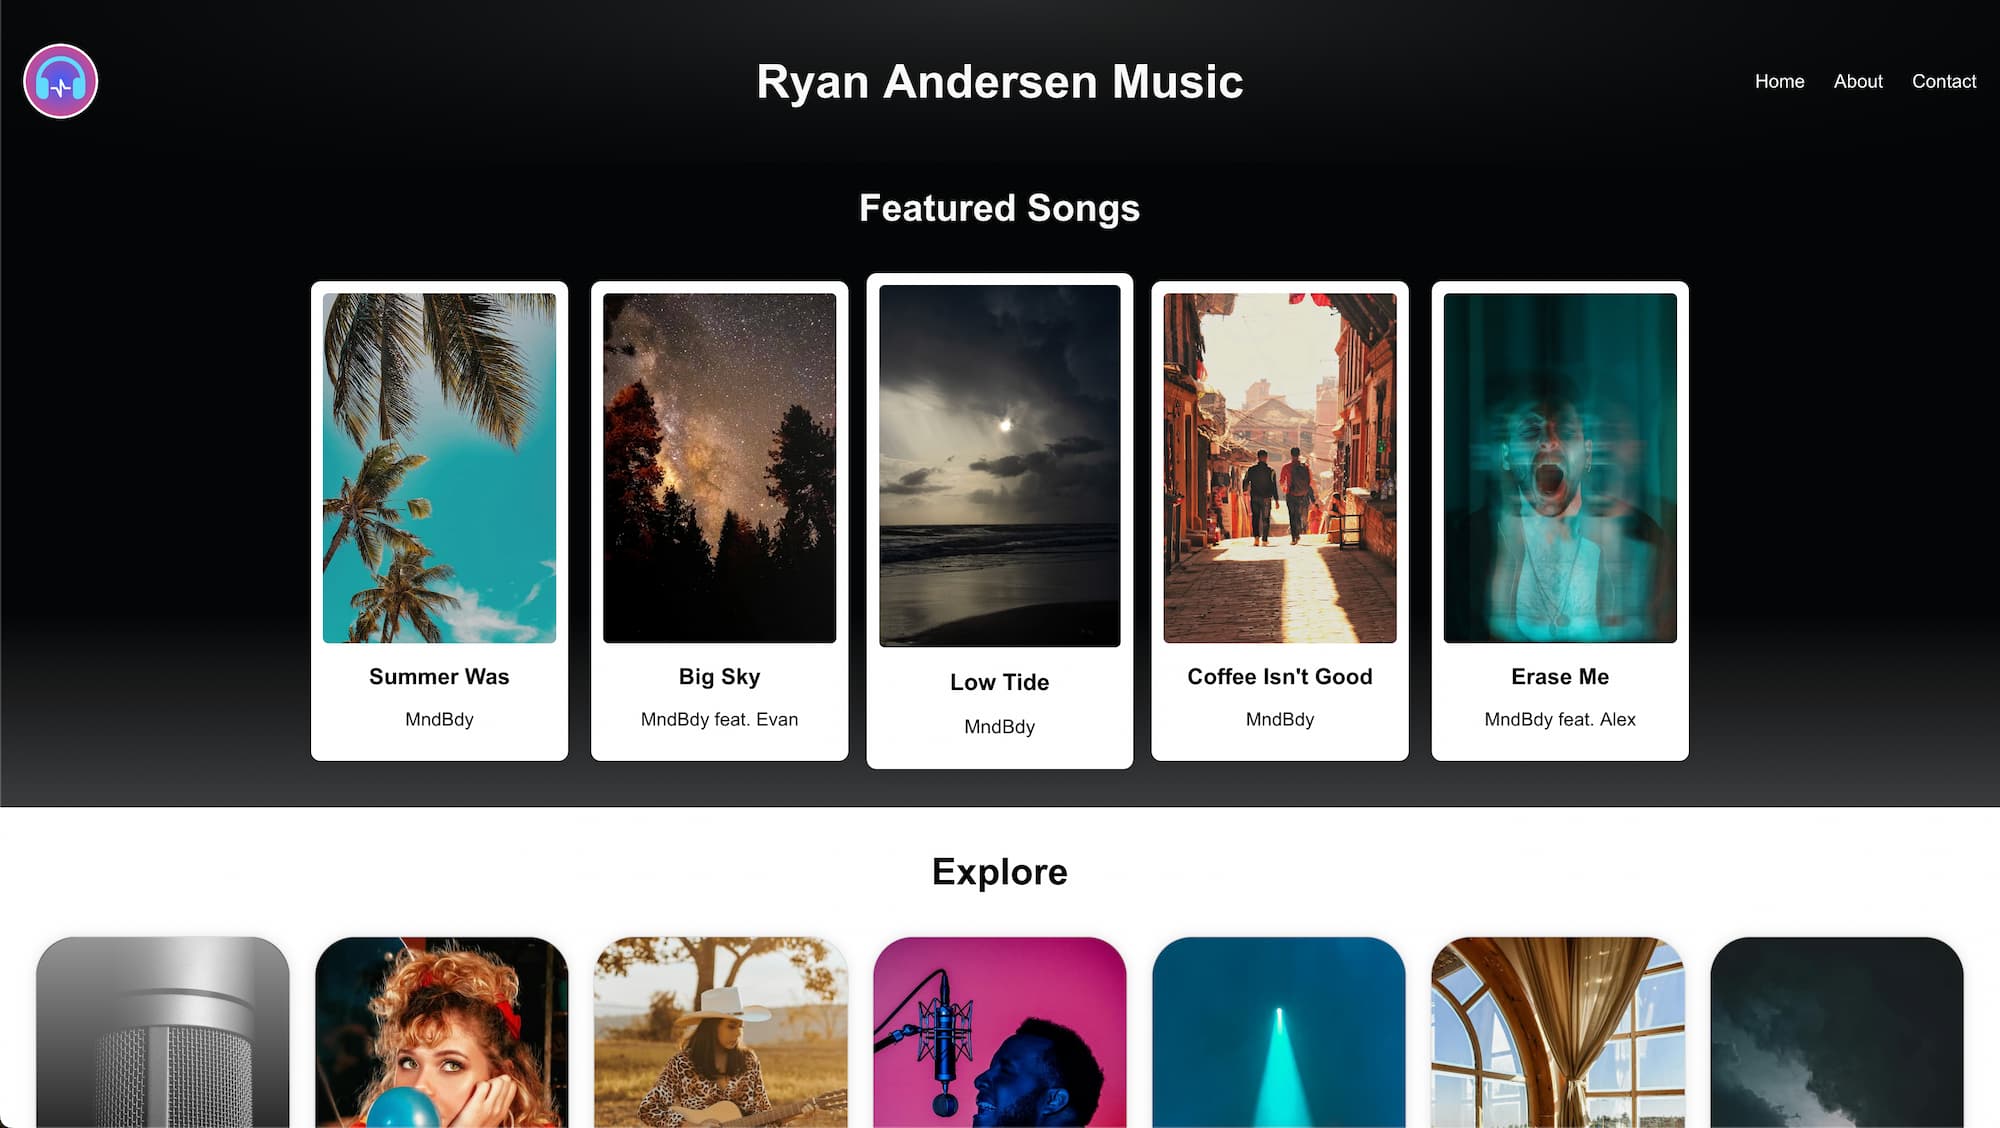 Ryan Andersen Music
Home
About
Contact
Featured Songs
Summer Was
MndBdy
Big Sky
MndBdy feat. Evan
Low Tide
MndBdy
Coffee Isn't Good
MndBdy
Erase Me
MndBdy feat. Alex
Explore